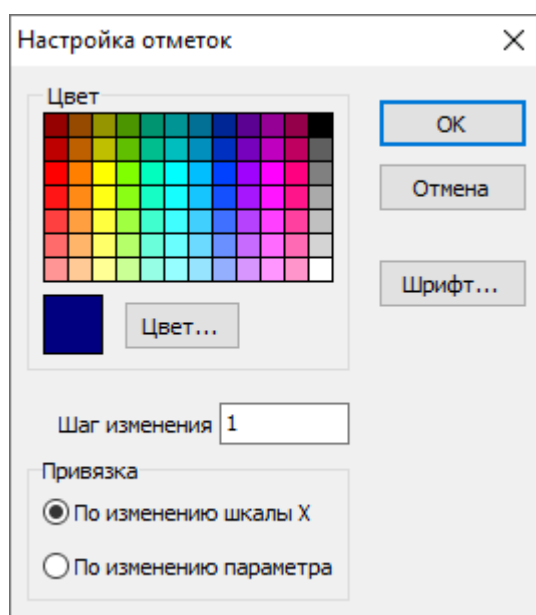 Настройка отметок
Цвет
OK
Отмена
Шрифт...
Цвет...
Шаг изменения 1
Привязка
По изменению шкалы X
По изменению параметра